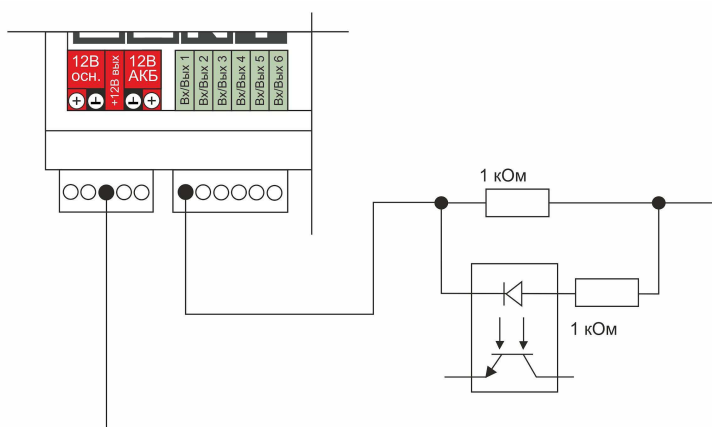 12В
осн.
+12В вых
12В
АКБ
Вх/Вых 1
Вх/Вых 2
Вх/Вых 3
Вх/Вых 4
Вх/Вых 5
Вх/Вых 6
1 кОм
1 кОм